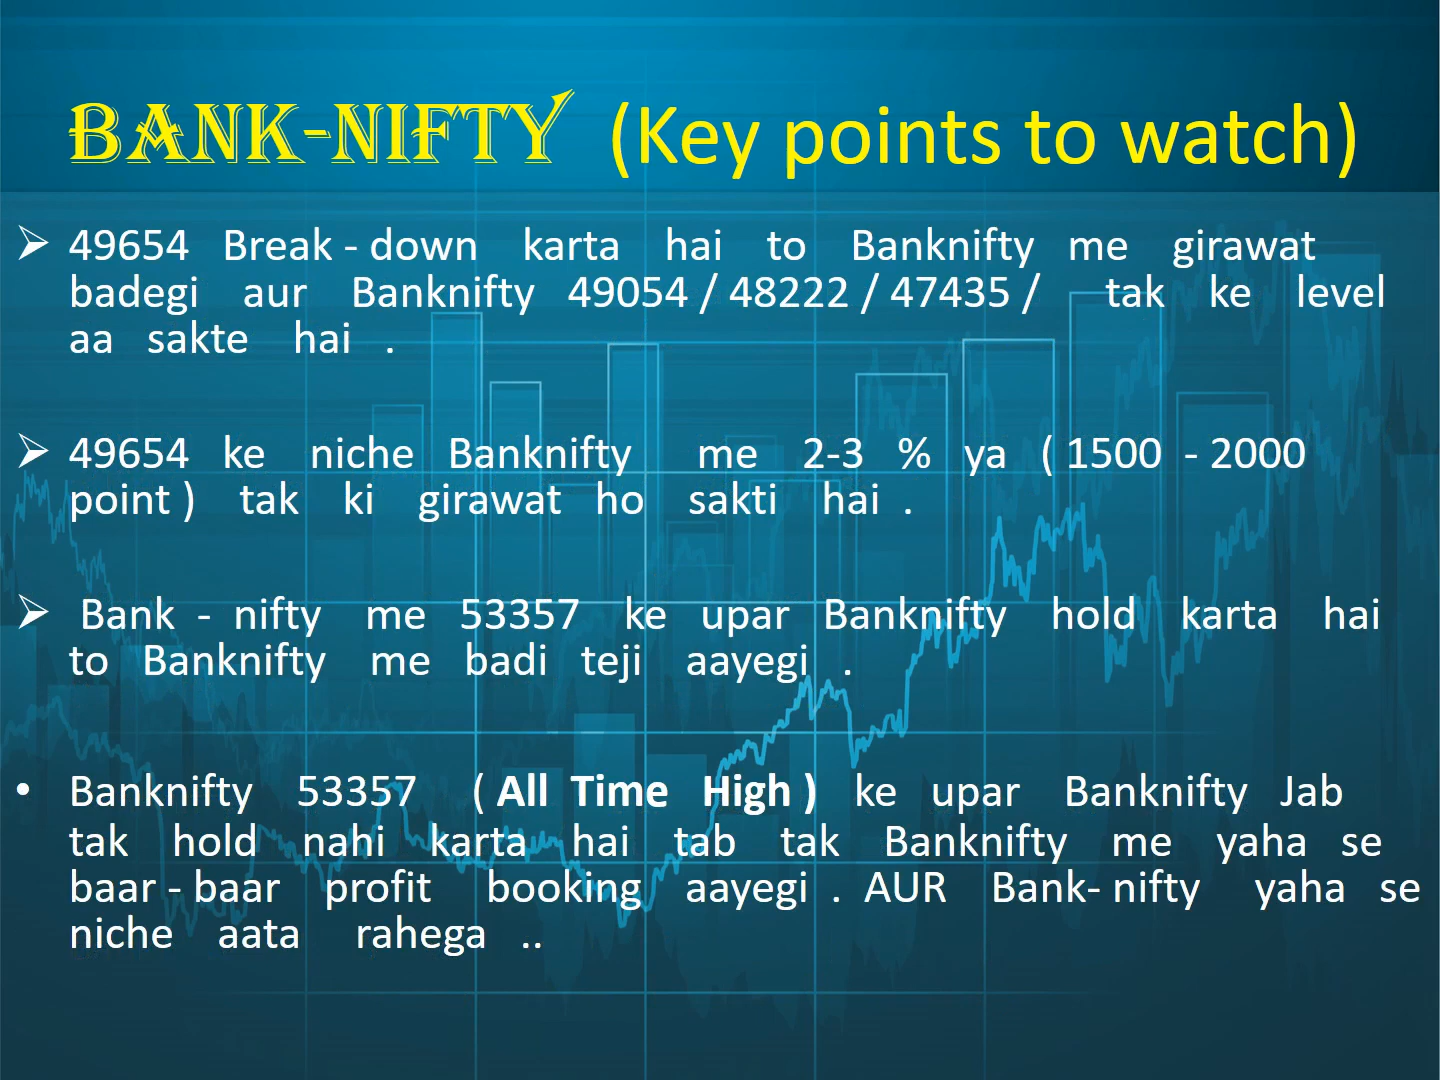 BANK-NIFTY (Key points to watch)
➢ 49654 Break - down karta hai to Banknifty me girawat
badegi aur Banknifty 49054 / 48222 / 47435 / tak ke level
aa sakte hai .
➢ 49654 ke niche Banknifty me 2-3 % ya ( 1500 - 2000
point ) tak ki girawat ho sakti hai .
➢ Bank - nifty me 53357 ke upar Banknifty hold karta hai
to Banknifty me badi teji aayegi .
• Banknifty 53357 ( All Time High ) ke upar Banknifty Jab
tak hold nahi karta hai tab tak Banknifty me yaha se
baar - baar profit booking aayegi . AUR Bank- nifty yaha se
niche aata rahega ..